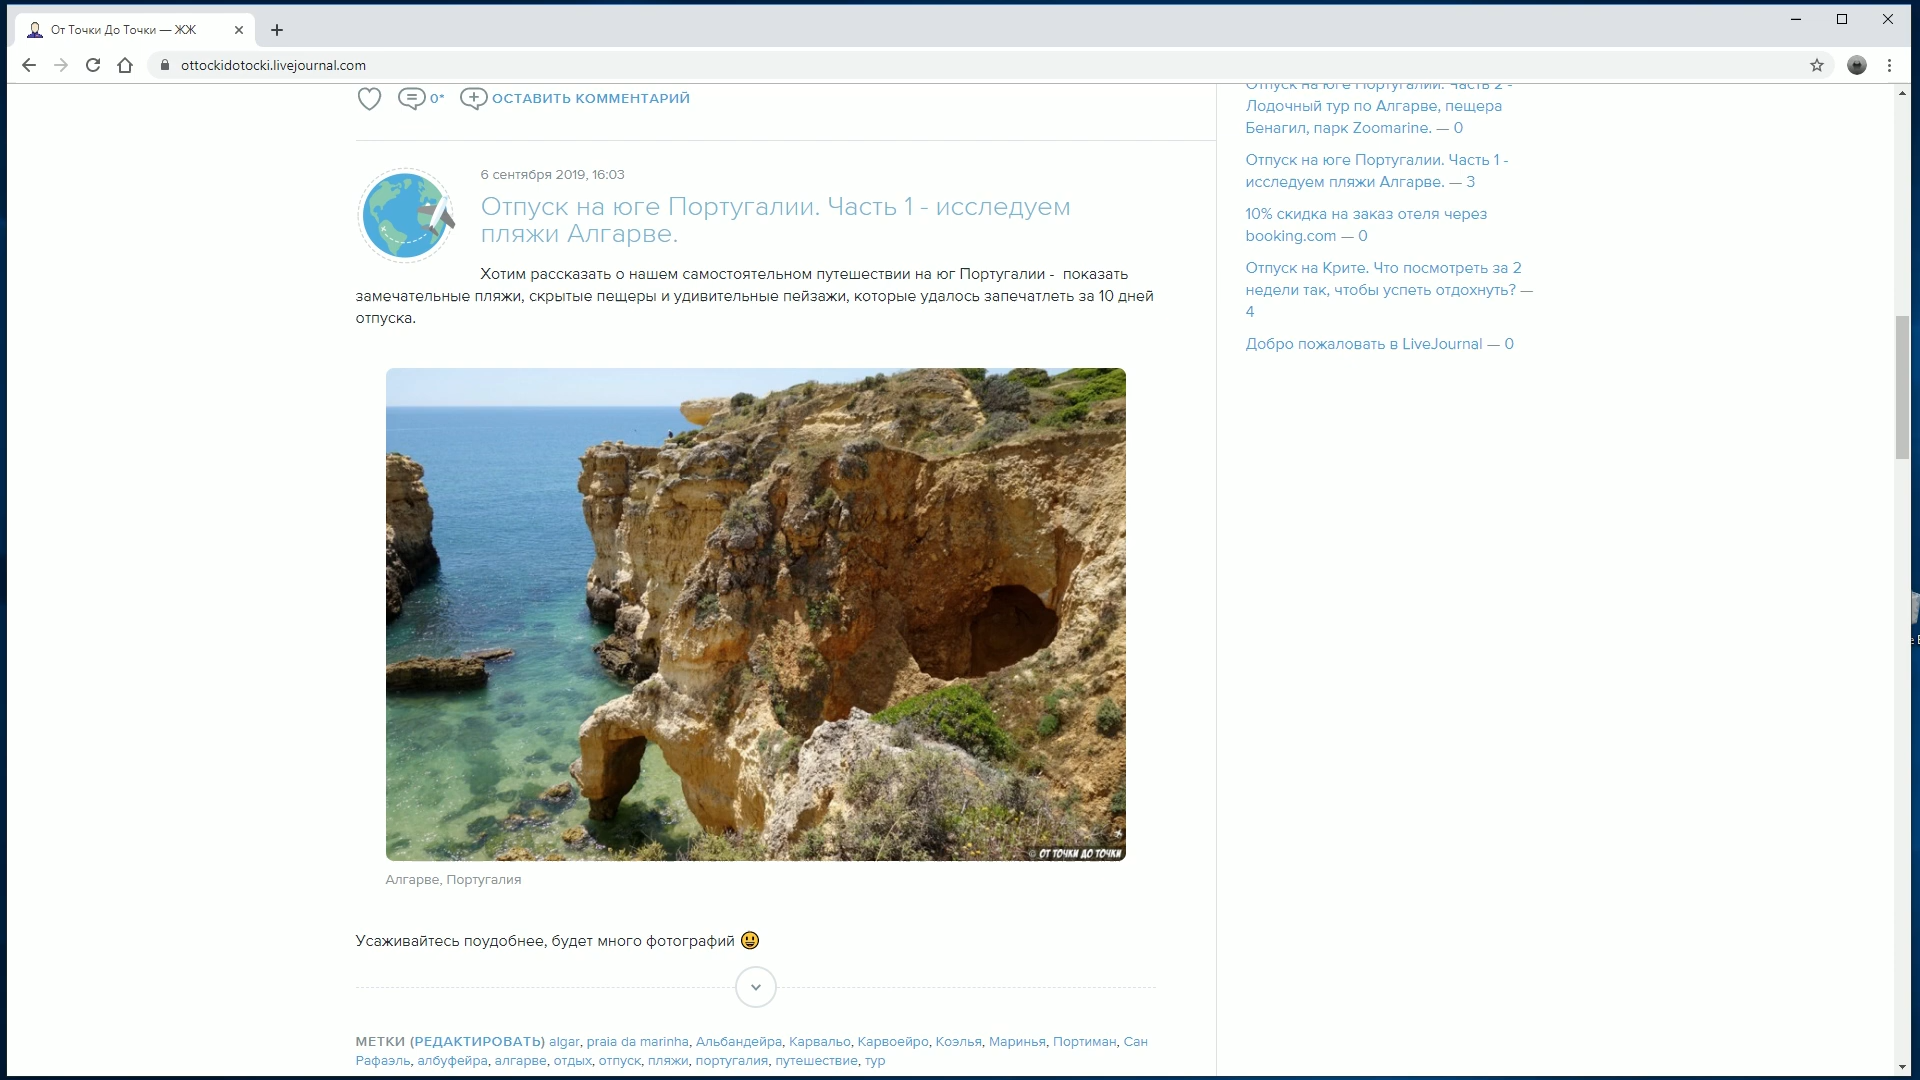 От Точки До Точки — ЖЖ
ottockidotocki.livejournal.com
0*
ОСТАВИТЬ КОММЕНТАРИЙ
6 сентября 2019, 16:03
Отпуск на юге Португалии. Часть 1 - исследуем
пляжи Алгарве.
Хотим рассказать о нашем самостоятельном путешествии на юг Португалии - показать
замечательные пляжи, скрытые пещеры и удивительные пейзажи, которые удалось запечатлеть за 10 дней
отпуска.
© ОТ ТОЧКИ ДО ТОЧКИ
Алгарве, Португалия
Усаживайтесь поудобнее, будет много фотографий
МЕТКИ (РЕДАКТИРОВАТЬ) algar, praia da marinha, Альбандейра, Карвальо, Карвоейро, Коэлья, Маринья, Портиман, Сан
Рафаэль, албуфейра, алгарве, отдых, отпуск, пляжи, португалия, путешествие, тур
Отпуск на юге Португалии. Часть 2 -
Лодочный тур по Алгарве, пещера
Бенагил, парк Zoomarine. — 0
Отпуск на юге Португалии. Часть 1 -
исследуем пляжи Алгарве. — 3
10% скидка на заказ отеля через
booking.com — 0
Отпуск на Крите. Что посмотреть за 2
недели так, чтобы успеть отдохнуть? —
4
Добро пожаловать в LiveJournal — 0